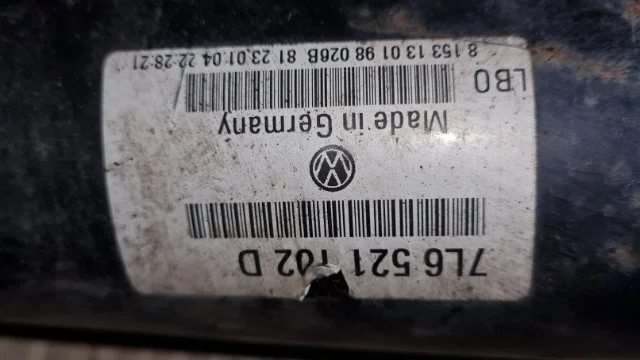 7L6 521 102 D
Made in Germany
LBO
8 153 13 01 98 026B 81 23.01.04 22:28:21